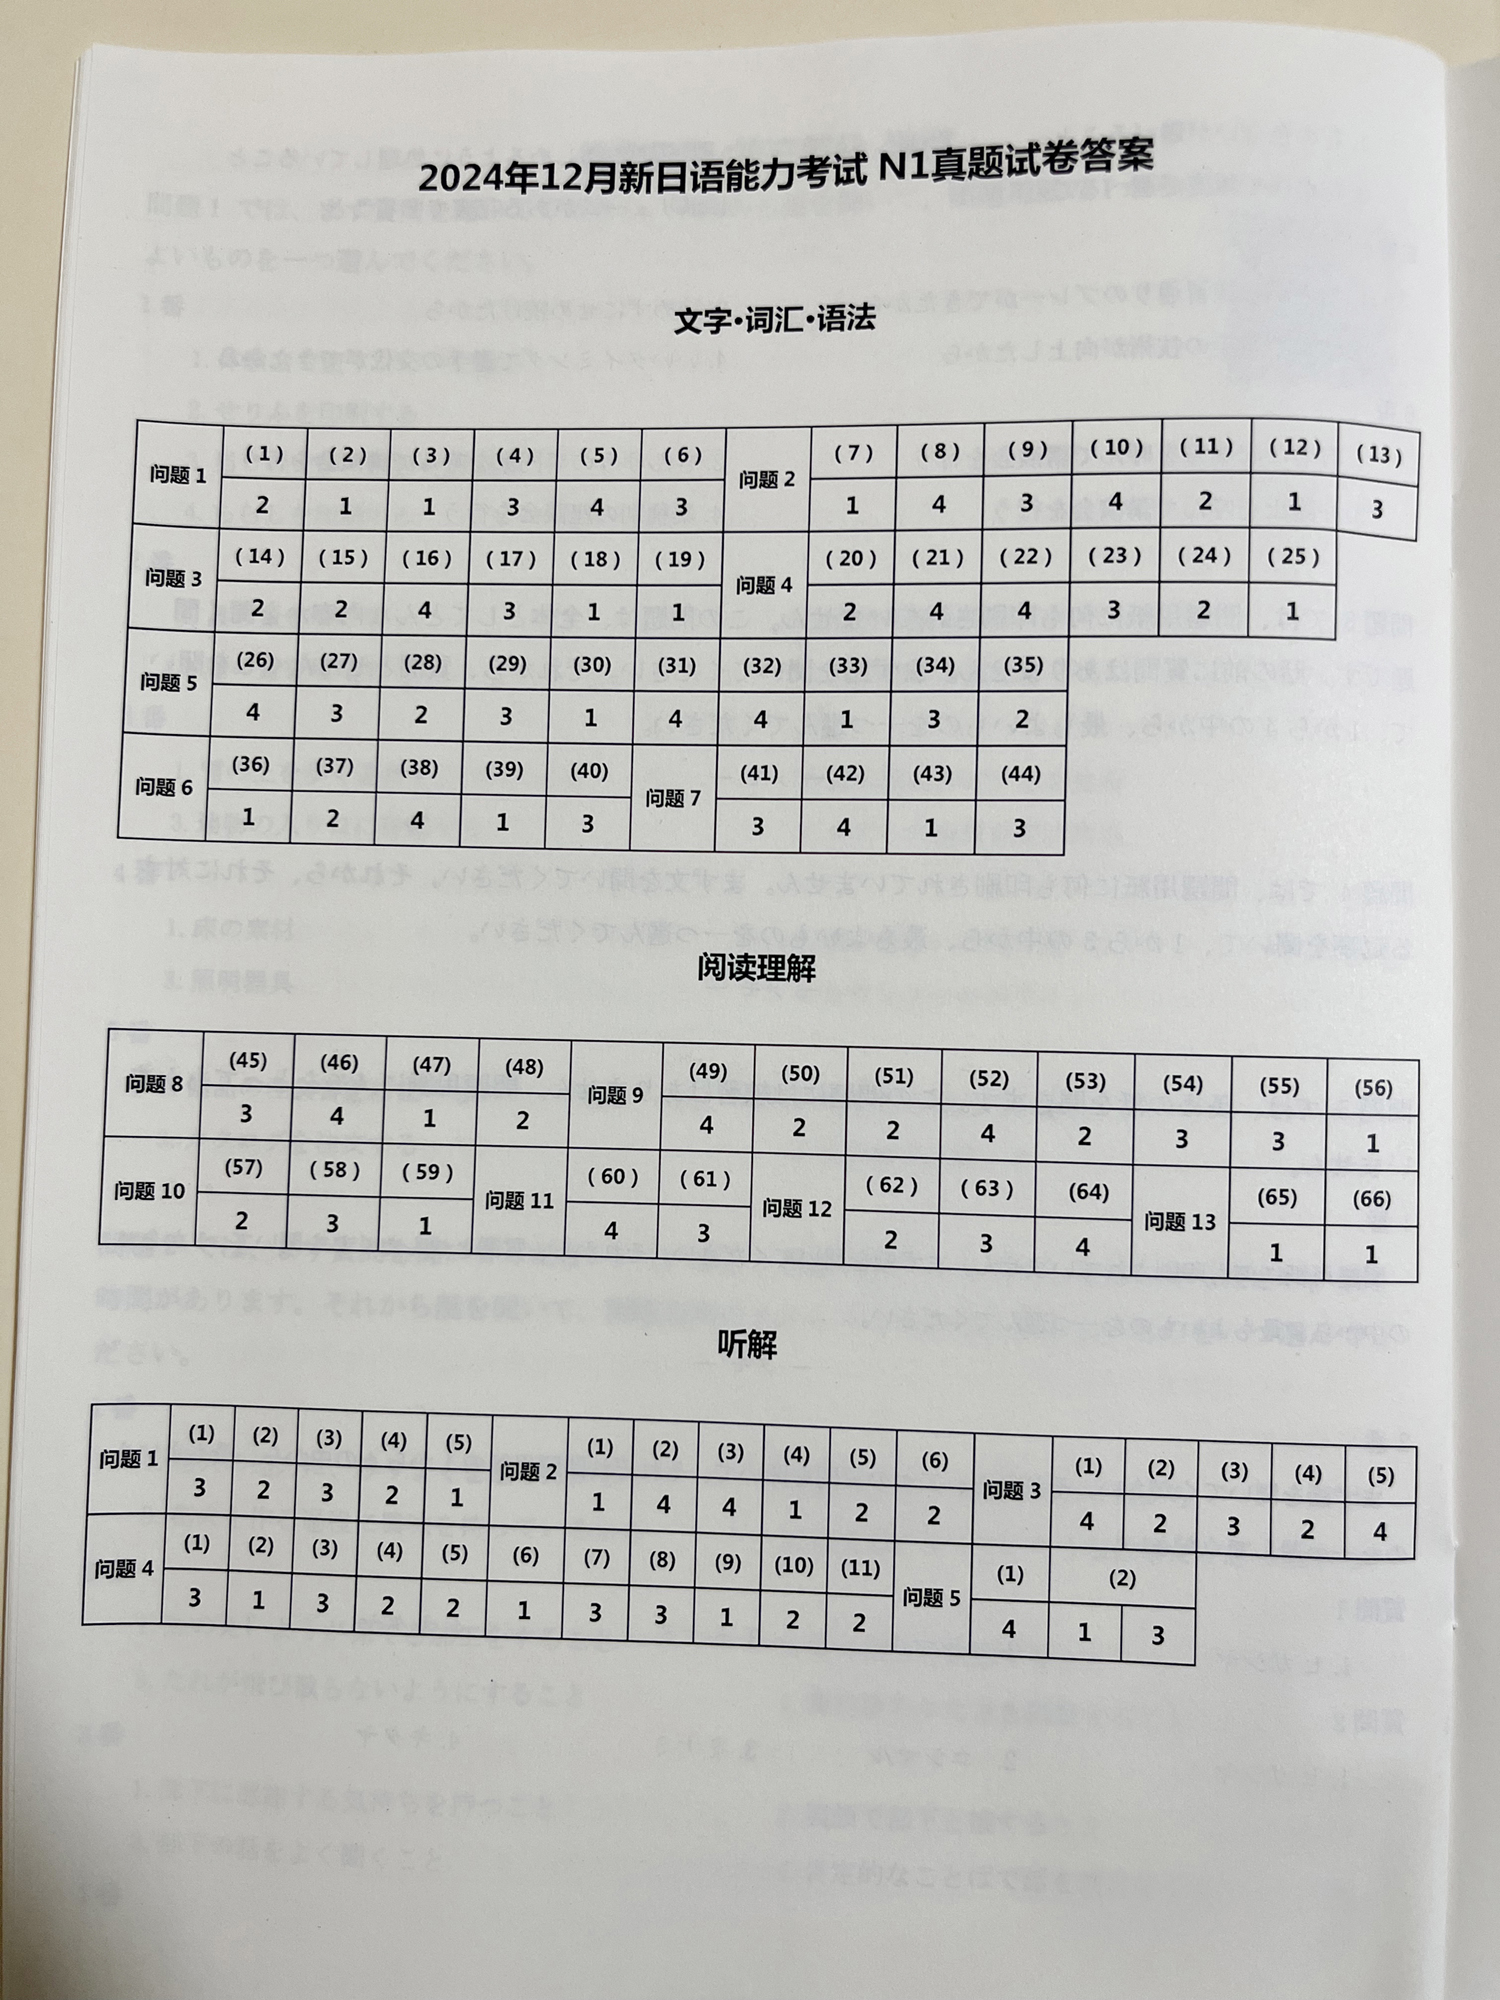 2024年12月新日语能力考试 N1真题试卷答案
文字·词汇·语法
问题1 (1) (2) (3) (4) (5) (6) 问题2 (7) (8) (9) (10) (11) (12) (13)
2 1 1 3 4 3 1 4 3 4 2 1 3
问题3 (14) (15) (16) (17) (18) (19) 问题4 (20) (21) (22) (23) (24) (25)
2 2 4 3 1 1 2 4 4 3 2 1
问题5 (26) (27) (28) (29) (30) (31) (32) (33) (34) (35)
4 3 2 3 1 4 4 1 3 2
问题6 (36) (37) (38) (39) (40) 问题7 (41) (42) (43) (44)
1 2 4 1 3 3 4 1 3
阅读理解
问题8 (45) (46) (47) (48) 问题9 (49) (50) (51) (52) (53) (54) (55) (56)
3 4 1 2 4 2 2 4 2 3 3 1
问题10 (57) (58) (59) 问题11 (60) (61) 问题12 (62) (63) (64) 问题13 (65) (66)
2 3 1 4 3 2 3 4 1 1
听解
问题1 (1) (2) (3) (4) (5) 问题2 (1) (2) (3) (4) (5) (6) 问题3 (1) (2) (3) (4) (5)
3 2 3 2 1 1 4 4 1 2 2 4 2 3 2 4
问题4 (1) (2) (3) (4) (5) (6) (7) (8) (9) (10) (11) 问题5 (1) (2)
3 1 3 2 2 1 3 3 1 2 2 4 1 3